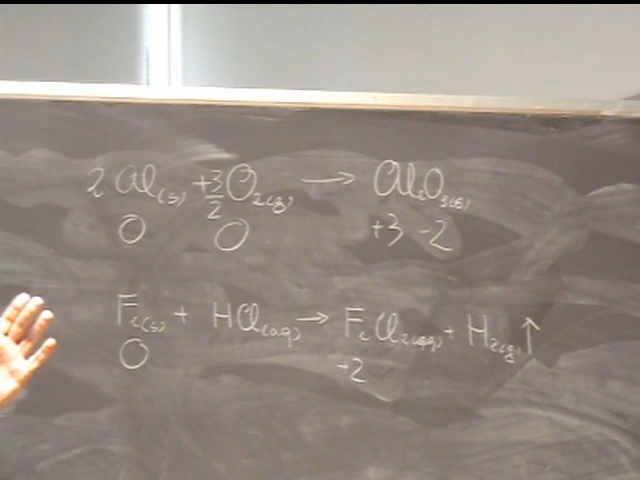 2 Al(s) + 3/2 O2(g) → Al2O3(s)
0 0 +3 -2
Fe(s) + HCl(aq) → FeCl2(aq) + H2(g)↑
0 +2